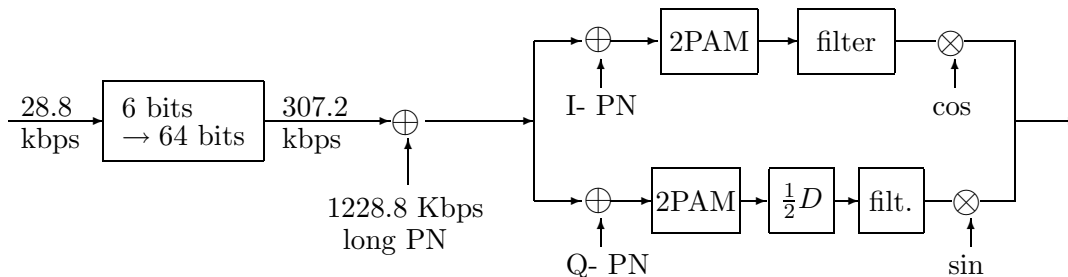 2PAM
filter
⊕
⊗
I- PN
cos
28.8
kbps
6 bits
→ 64 bits
307.2
kbps
⊕
1228.8 Kbps
long PN
⊕
2PAM
½D
filt.
⊗
Q- PN
sin